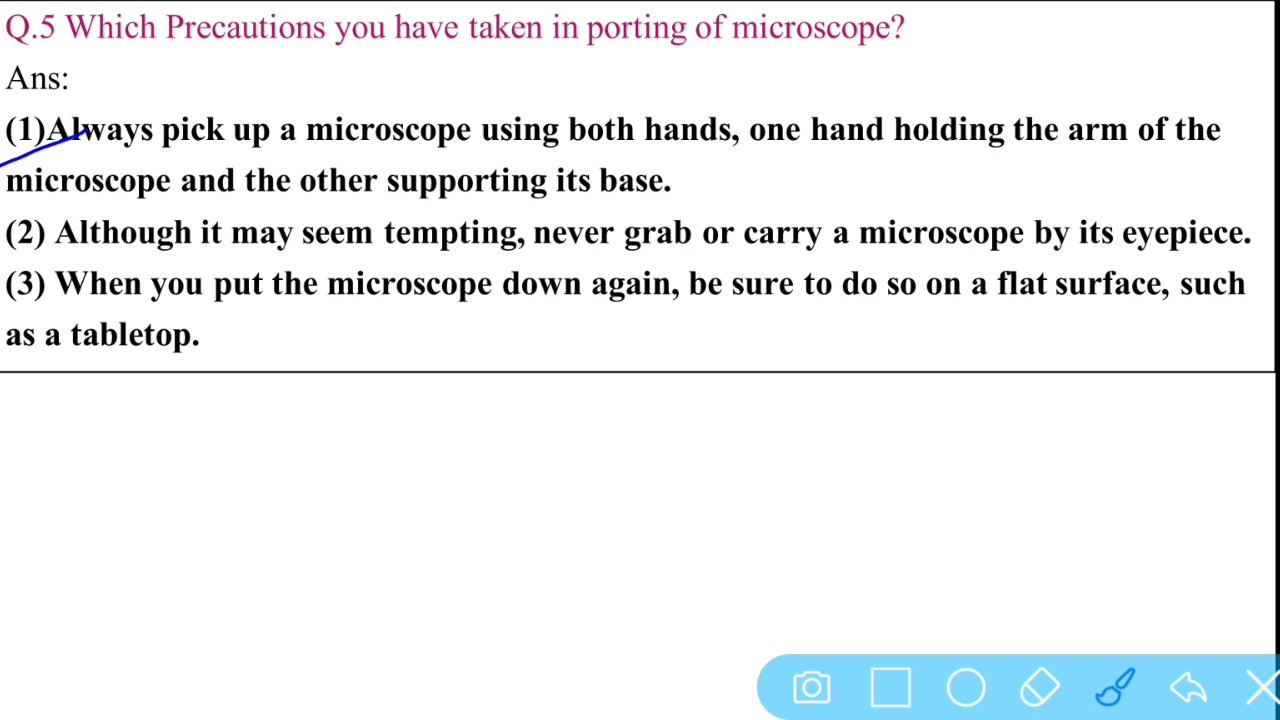 Q.5 Which Precautions you have taken in porting of microscope?
Ans:
(1)Always pick up a microscope using both hands, one hand holding the arm of the
microscope and the other supporting its base.
(2) Although it may seem tempting, never grab or carry a microscope by its eyepiece.
(3) When you put the microscope down again, be sure to do so on a flat surface, such
as a tabletop.